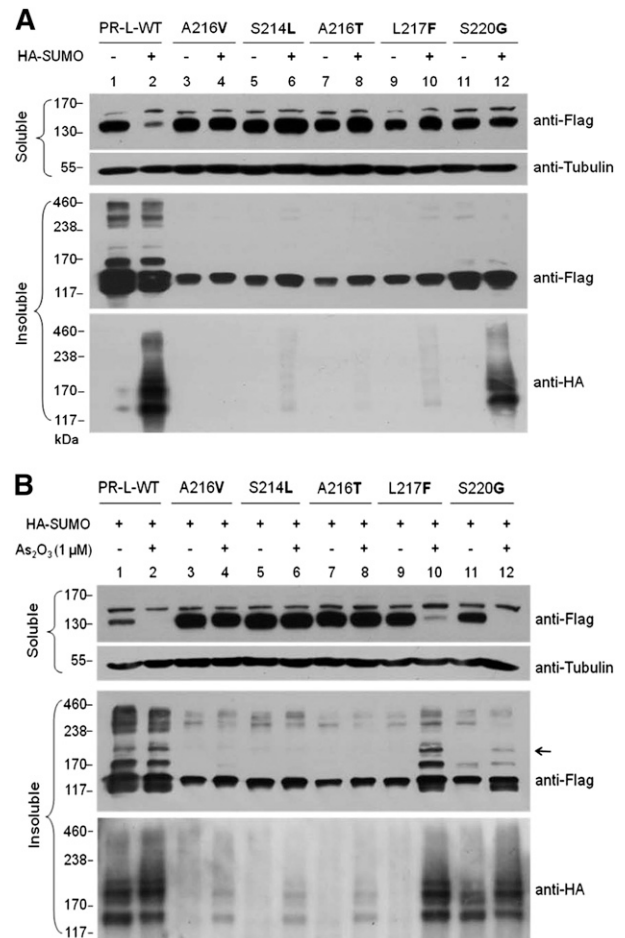 A
PR-L-WT A216V S214L A216T L217F S220G
HA-SUMO - + - + - + - + - + - +
1 2 3 4 5 6 7 8 9 10 11 12
Soluble
170-
130-
anti-Flag
55-
anti-Tubulin
Insoluble
460-
238-
170-
117-
anti-Flag
460-
238-
170-
117-
kDa
anti-HA
B
PR-L-WT A216V S214L A216T L217F S220G
HA-SUMO + + + + + + + + + + + +
As₂O₃ (1 μM) - + - + - + - + - + - +
1 2 3 4 5 6 7 8 9 10 11 12
Soluble
170-
130-
anti-Flag
55-
anti-Tubulin
Insoluble
460-
238-
170-
117-
anti-Flag
460-
238-
170-
117-
anti-HA